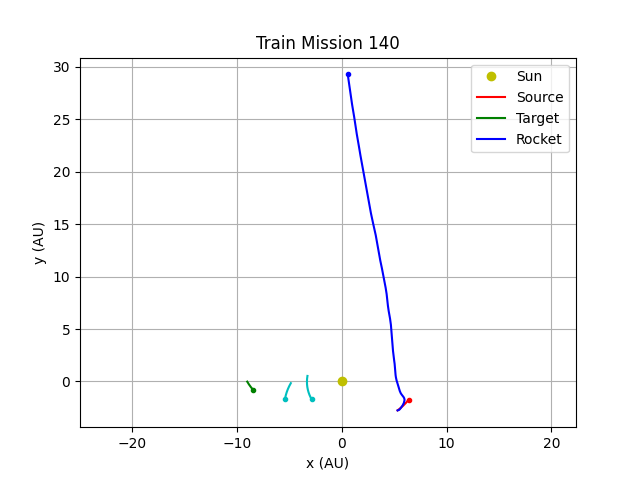 Train Mission 140
Sun
Source
Target
Rocket
30
25
20
15
10
5
0
y (AU)
−20
−10
0
10
20
x (AU)